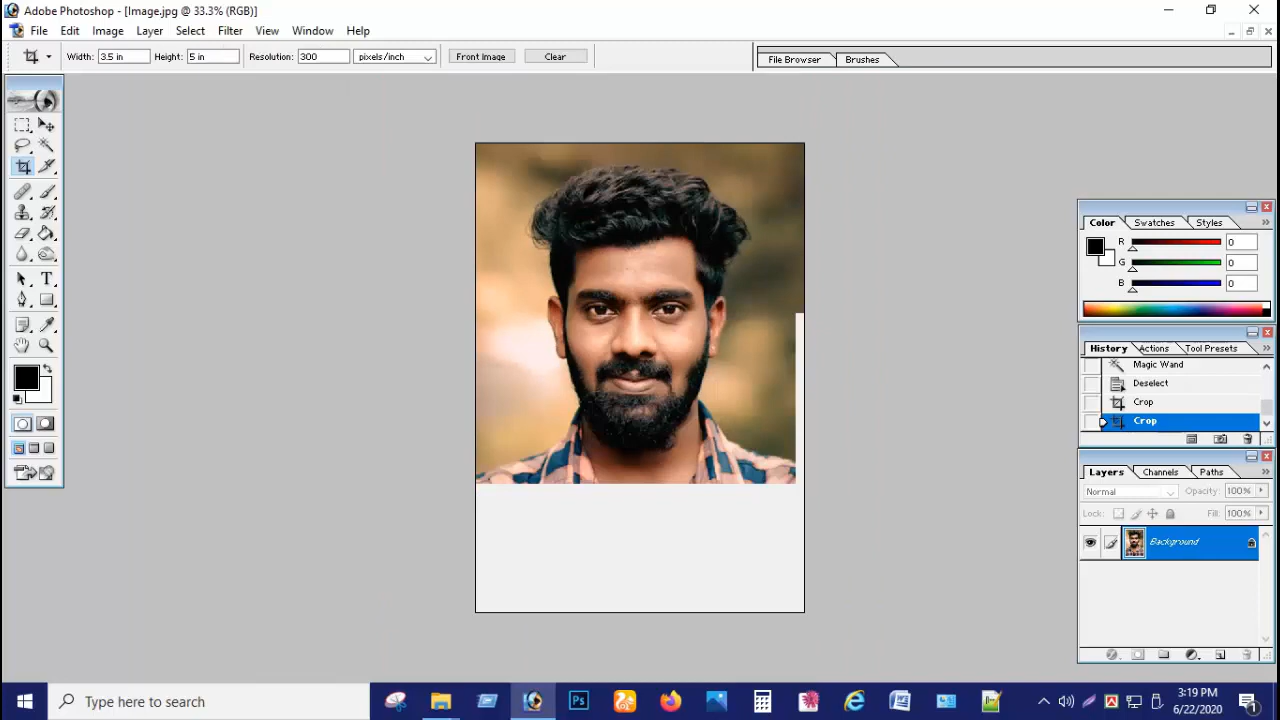 Adobe Photoshop - [Image.jpg @ 33.3% (RGB)]
File Edit Image Layer Select Filter View Window Help
Width: 3.5 in Height: 5 in Resolution: 300 pixels/inch Front Image Clear File Browser Brushes
Color Swatches Styles
R 0
G 0
B 0
History Actions Tool Presets
Magic Wand
Deselect
Crop
Crop
Layers Channels Paths
Normal Opacity: 100%
Lock: Fill: 100%
Background
Type here to search
3:19 PM
6/22/2020